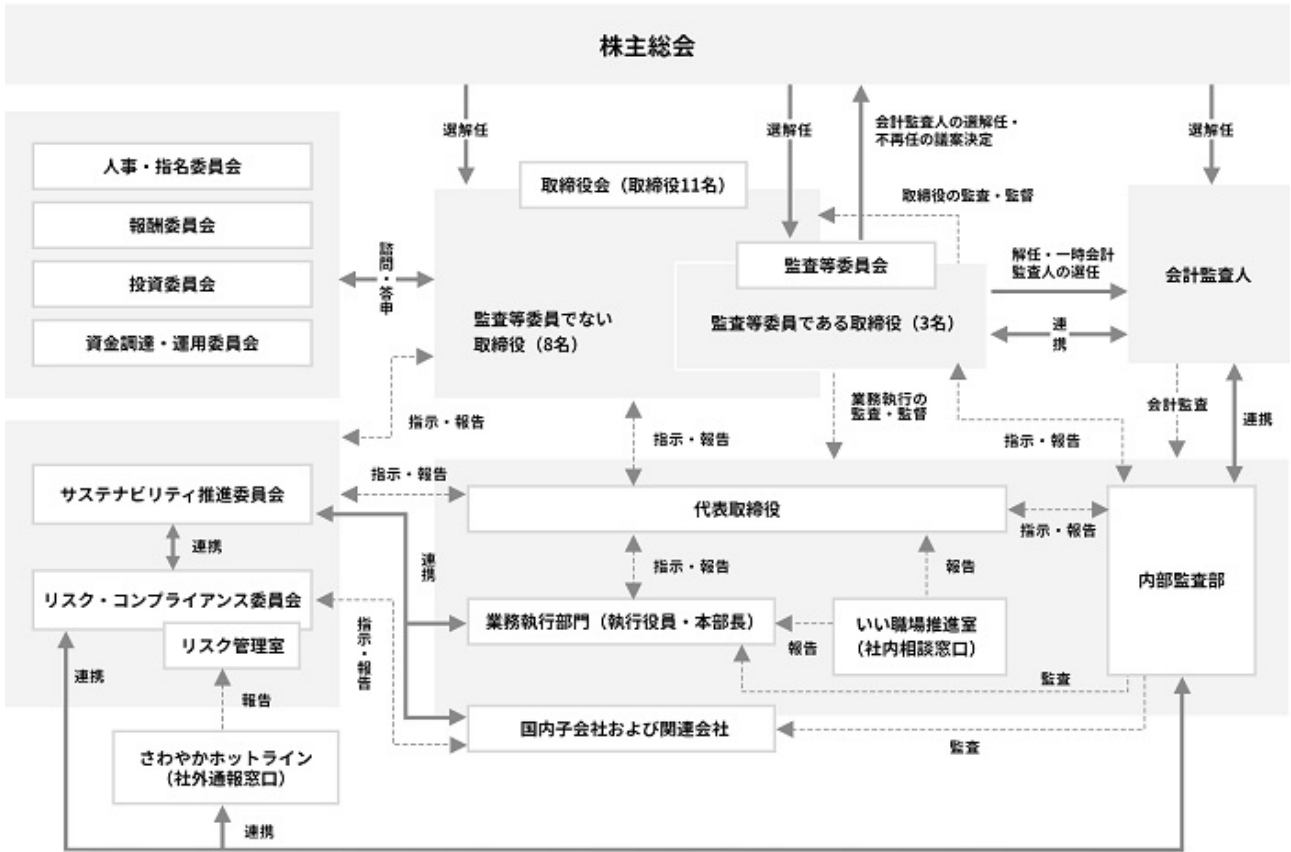 株主総会
選解任
選解任
会計監査人の選解任・
不再任の議案決定
選解任
人事・指名委員会
報酬委員会
投資委員会
資金調達・運用委員会
諮問・答申
取締役会（取締役11名）
取締役の監査・監督
監査等委員会
監査等委員でない
取締役（8名）
監査等委員である取締役（3名）
解任・一時会計
監査人の選任
連携
会計監査人
指示・報告
指示・報告
業務執行の
監査・監督
指示・報告
会計監査
連携
サステナビリティ推進委員会
連携
リスク・コンプライアンス委員会
リスク管理室
指示・報告
代表取締役
指示・報告
内部監査部
連携
指示・報告
報告
業務執行部門（執行役員・本部長）
報告
いい職場推進室
（社内相談窓口）
指示・報告
監査
連携
報告
国内子会社および関連会社
監査
さわやかホットライン
（社外通報窓口）
連携